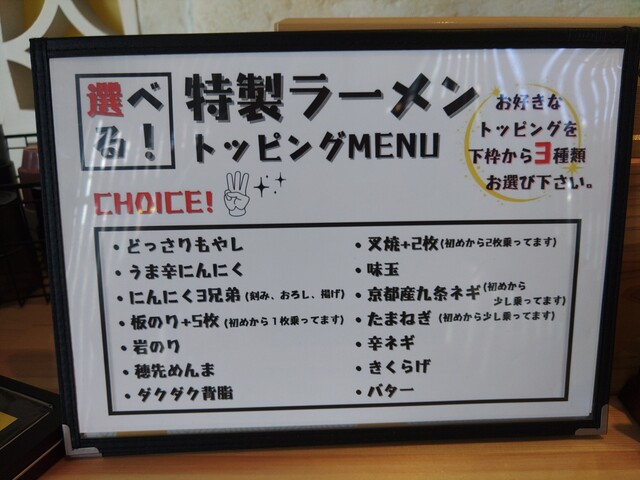 選べる!
特製ラーメン
トッピングMENU
お好きな
トッピングを
下枠から3種類
お選び下さい。
CHOICE!
・どっさりもやし
・うま辛にんにく
・にんにく3兄弟(刻み、おろし、揚げ)
・板のり+5枚(初めから1枚乗ってます)
・岩のり
・穂先めんま
・ダクダク背脂
・叉焼+2枚(初めから2枚乗ってます)
・味玉
・京都産九条ネギ(初めから少し乗ってます)
・たまねぎ(初めから少し乗ってます)
・辛ネギ
・きくらげ
・バター